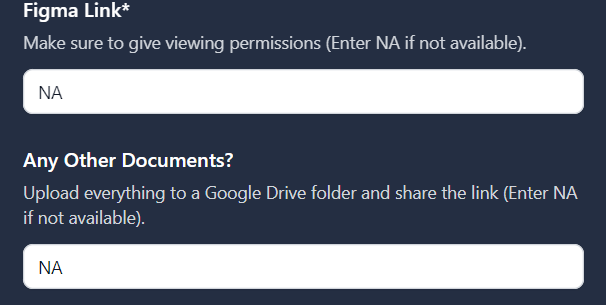 Figma Link*
Make sure to give viewing permissions (Enter NA if not available).
NA
Any Other Documents?
Upload everything to a Google Drive folder and share the link (Enter NA
if not available).
NA